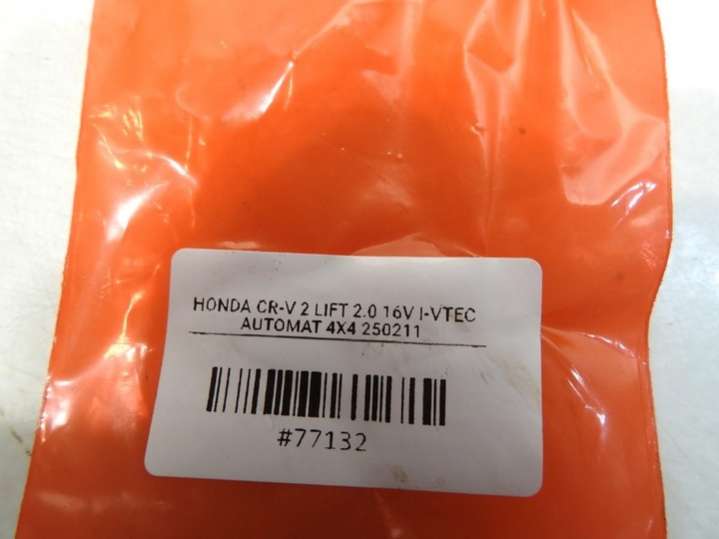 HONDA CR-V 2 LIFT 2.0 16V I-VTEC
AUTOMAT 4X4 250211
#77132